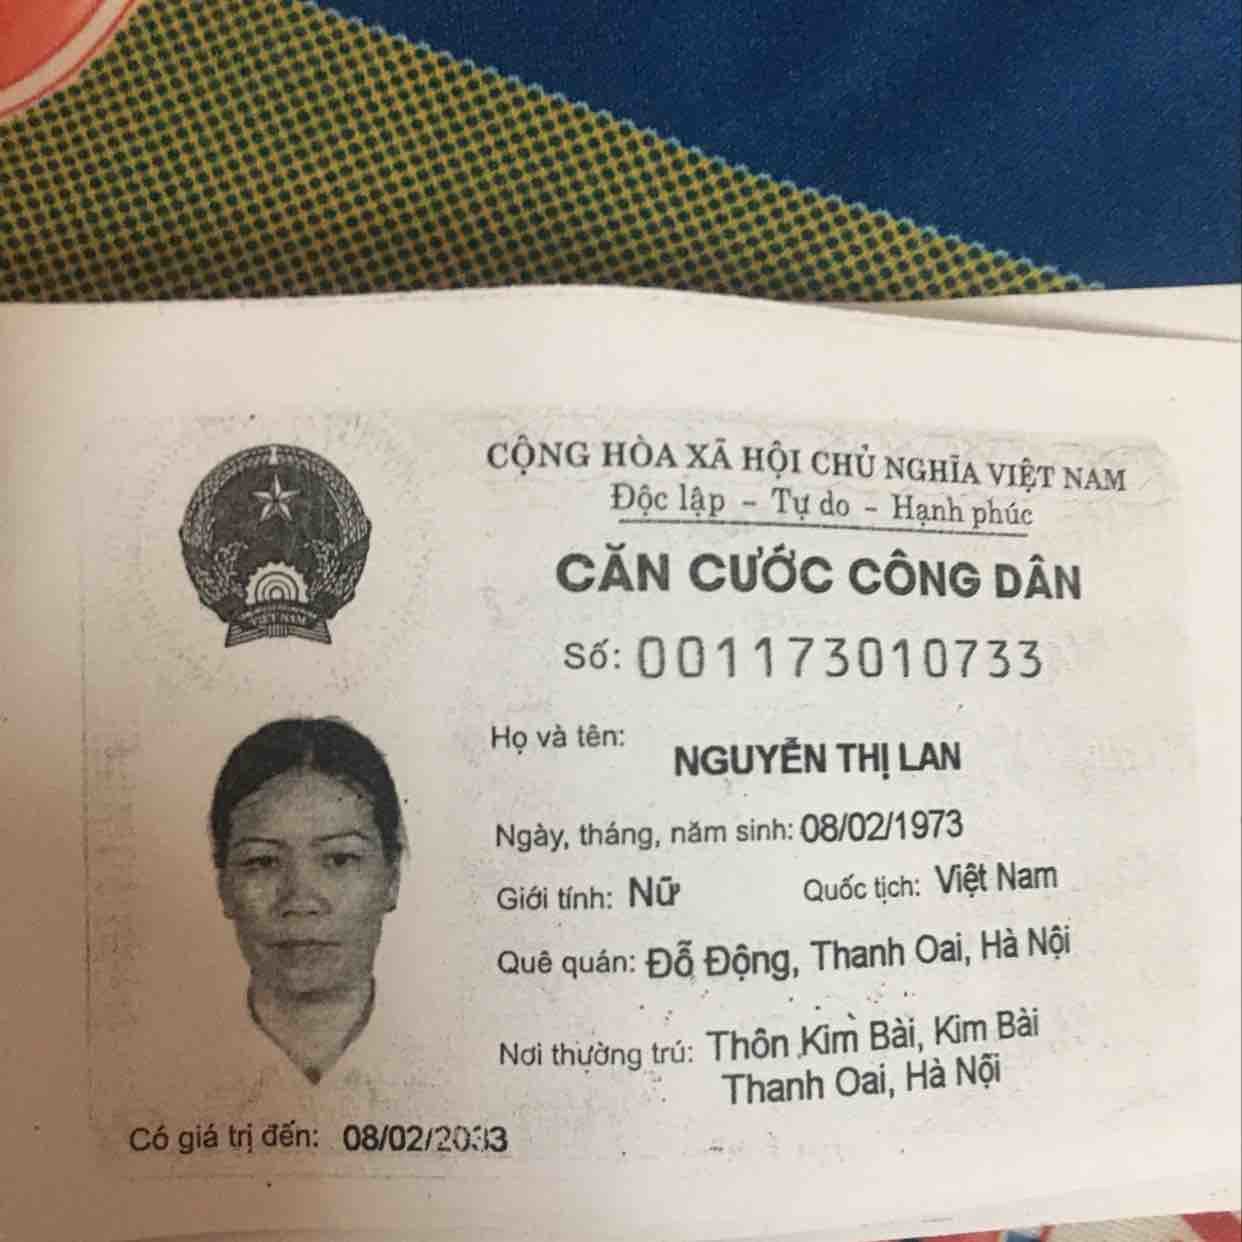 CỘNG HÒA XÃ HỘI CHỦ NGHĨA VIỆT NAM
Độc lập - Tự do - Hạnh phúc
CĂN CƯỚC CÔNG DÂN
Số: 001173010733
Họ và tên: NGUYỄN THỊ LAN
Ngày, tháng, năm sinh: 08/02/1973
Giới tính: Nữ Quốc tịch: Việt Nam
Quê quán: Đỗ Động, Thanh Oai, Hà Nội
Nơi thường trú: Thôn Kim Bài, Kim Bài
Thanh Oai, Hà Nội
Có giá trị đến: 08/02/2033
VIỆT NAM